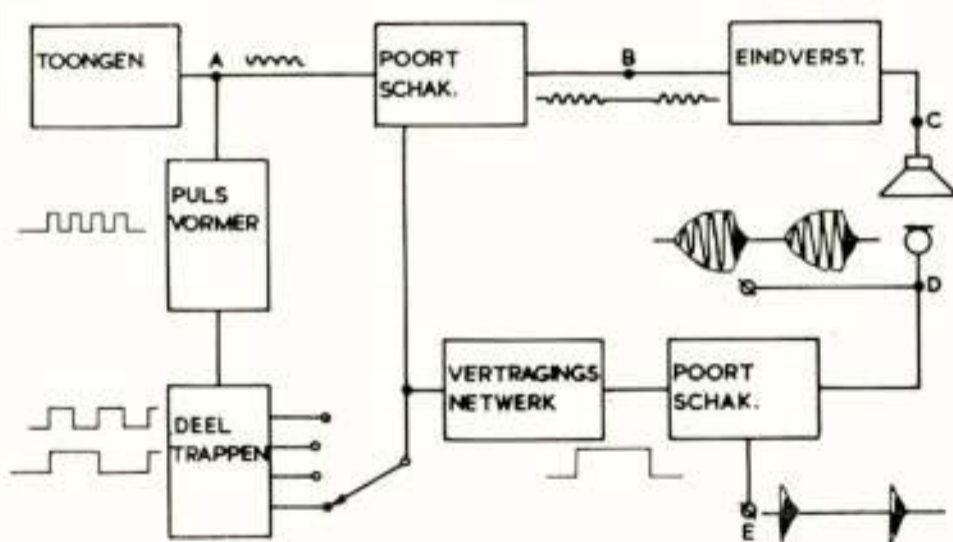 TOONGEN.
A
POORT
SCHAK.
B
EINDVERST.
C
PULS
VORMER
D
VERTRAGINGS
NETWERK
POORT
SCHAK.
DEEL
TRAPPEN
E